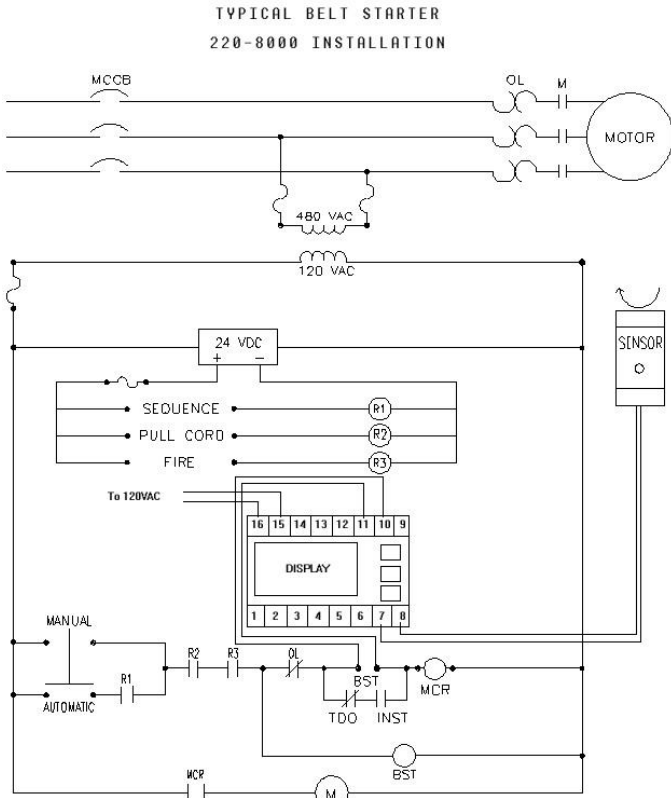 TYPICAL BELT STARTER
220-8000 INSTALLATION
MCCB
OL
M
MOTOR
480 VAC
120 VAC
24 VDC
+ −
SENSOR
SEQUENCE
R1
PULL CORD
R2
FIRE
R3
To 120VAC
16 15 14 13 12 11 10 9
DISPLAY
1 2 3 4 5 6 7 8
MANUAL
R2
R3
OL
R1
BST
MCR
AUTOMATIC
TDO
INST
BST
MCR
M